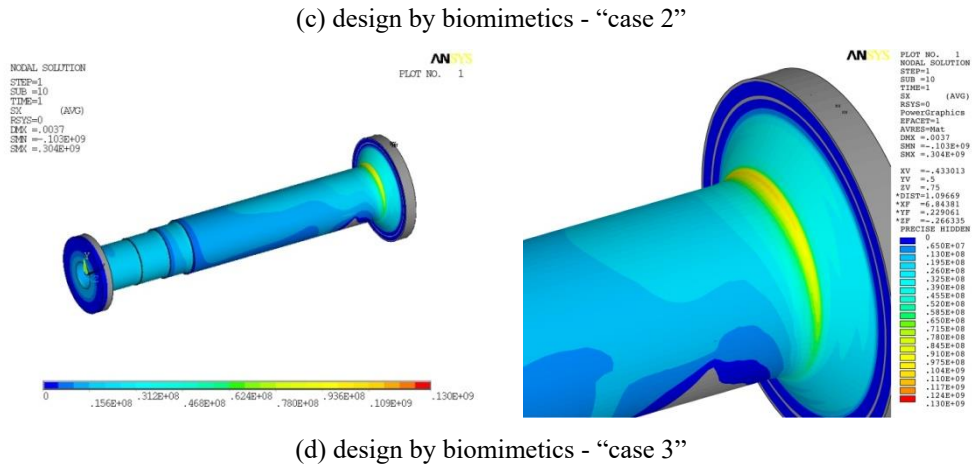 (c) design by biomimetics - “case 2”
ANSYS
PLOT NO. 1
NODAL SOLUTION
STEP=1
SUB =10
TIME=1
SX (AVG)
RSYS=0
DMX =.0037
SMN =-.103E+09
SMX =.304E+09
0
.156E+08
.312E+08
.468E+08
.624E+08
.780E+08
.936E+08
.109E+09
.130E+09
ANSYS
PLOT NO. 1
NODAL SOLUTION
STEP=1
SUB =10
TIME=1
SX (AVG)
RSYS=0
PowerGraphics
EFACET=1
AVRES=Mat
DMX =.0037
SMN =-.103E+09
SMX =.304E+09
XV =-.433013
YV =.5
ZV =.75
*DIST=1.09669
*XF =6.84381
*YF =.229061
*ZF =-.266335
PRECISE HIDDEN
0
.650E+07
.130E+08
.195E+08
.260E+08
.325E+08
.390E+08
.455E+08
.520E+08
.585E+08
.650E+08
.715E+08
.780E+08
.845E+08
.910E+08
.975E+08
.104E+09
.110E+09
.117E+09
.124E+09
.130E+09
(d) design by biomimetics - “case 3”